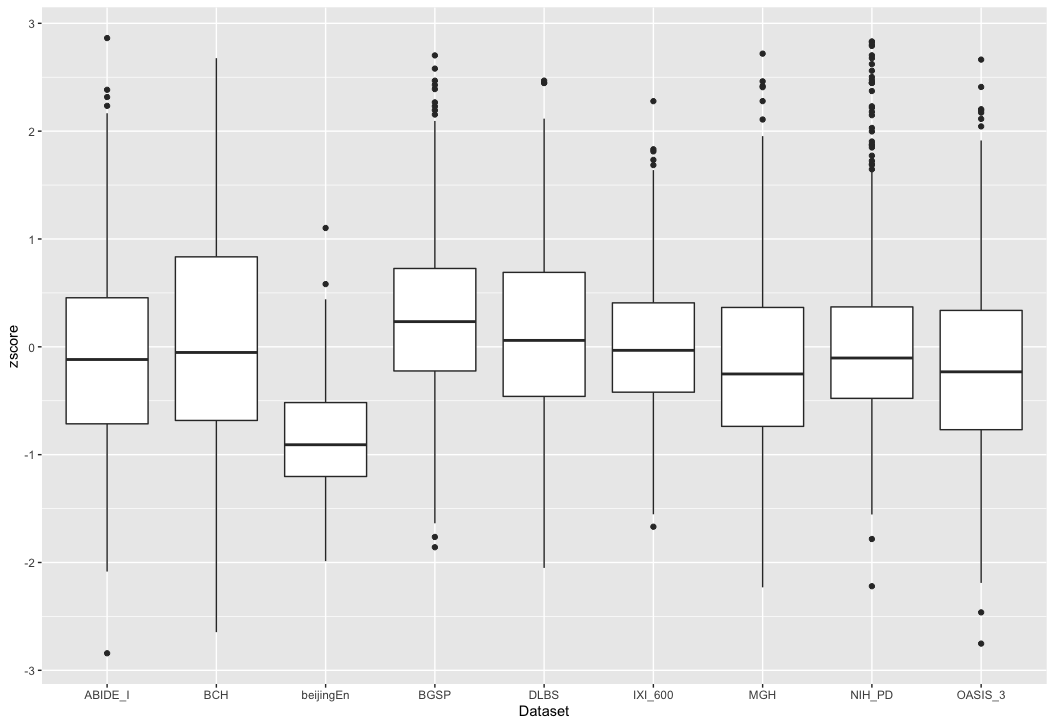 zscore
3
2
1
0
-1
-2
-3
ABIDE_I BCH beijingEn BGSP DLBS IXI_600 MGH NIH_PD OASIS_3
Dataset